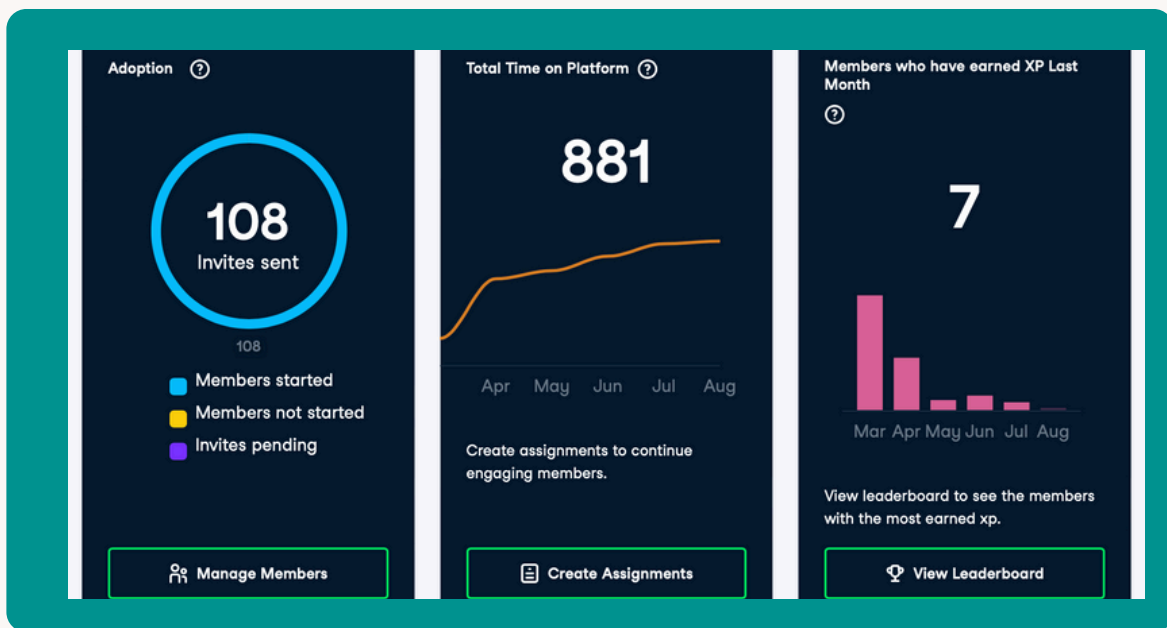 Adoption ?
108
Invites sent
108
Members started
Members not started
Invites pending
Manage Members
Total Time on Platform ?
881
Apr May Jun Jul Aug
Create assignments to continue
engaging members.
Create Assignments
Members who have earned XP Last
Month
?
7
Mar Apr May Jun Jul Aug
View leaderboard to see the members
with the most earned xp.
View Leaderboard